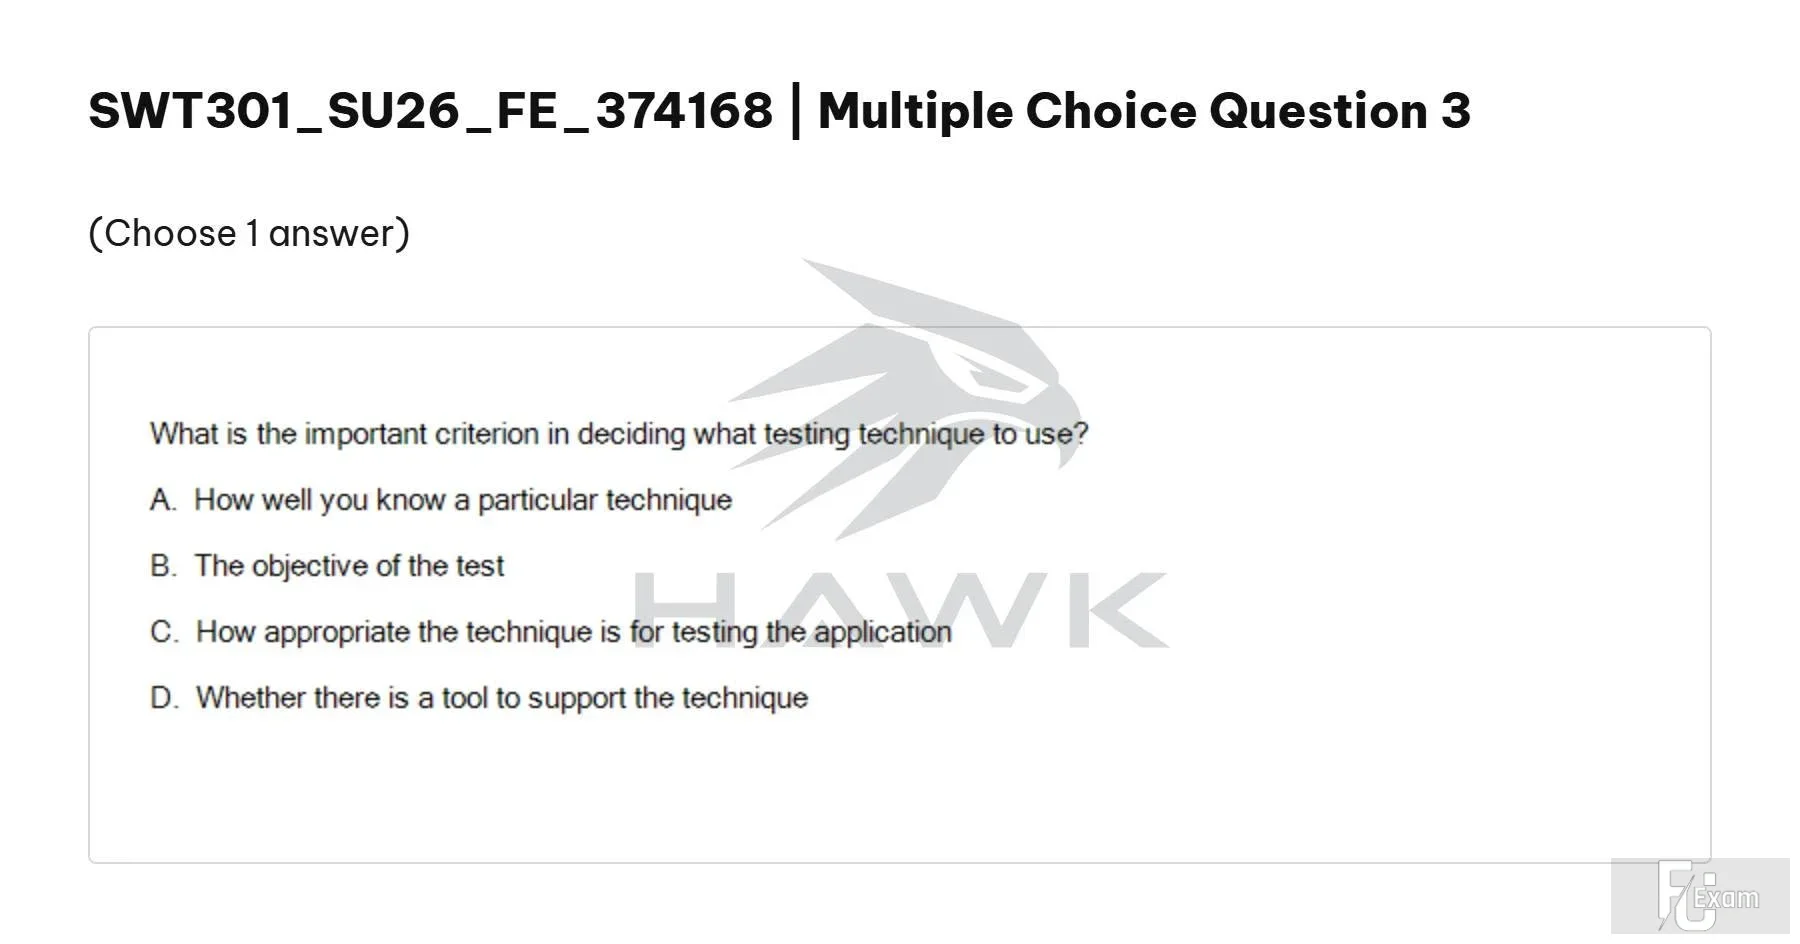 SWT301_SU26_FE_374168 | Multiple Choice Question 3
(Choose 1 answer)
What is the important criterion in deciding what testing technique to use?
A. How well you know a particular technique
B. The objective of the test
C. How appropriate the technique is for testing the application
D. Whether there is a tool to support the technique
HAWK
Exam